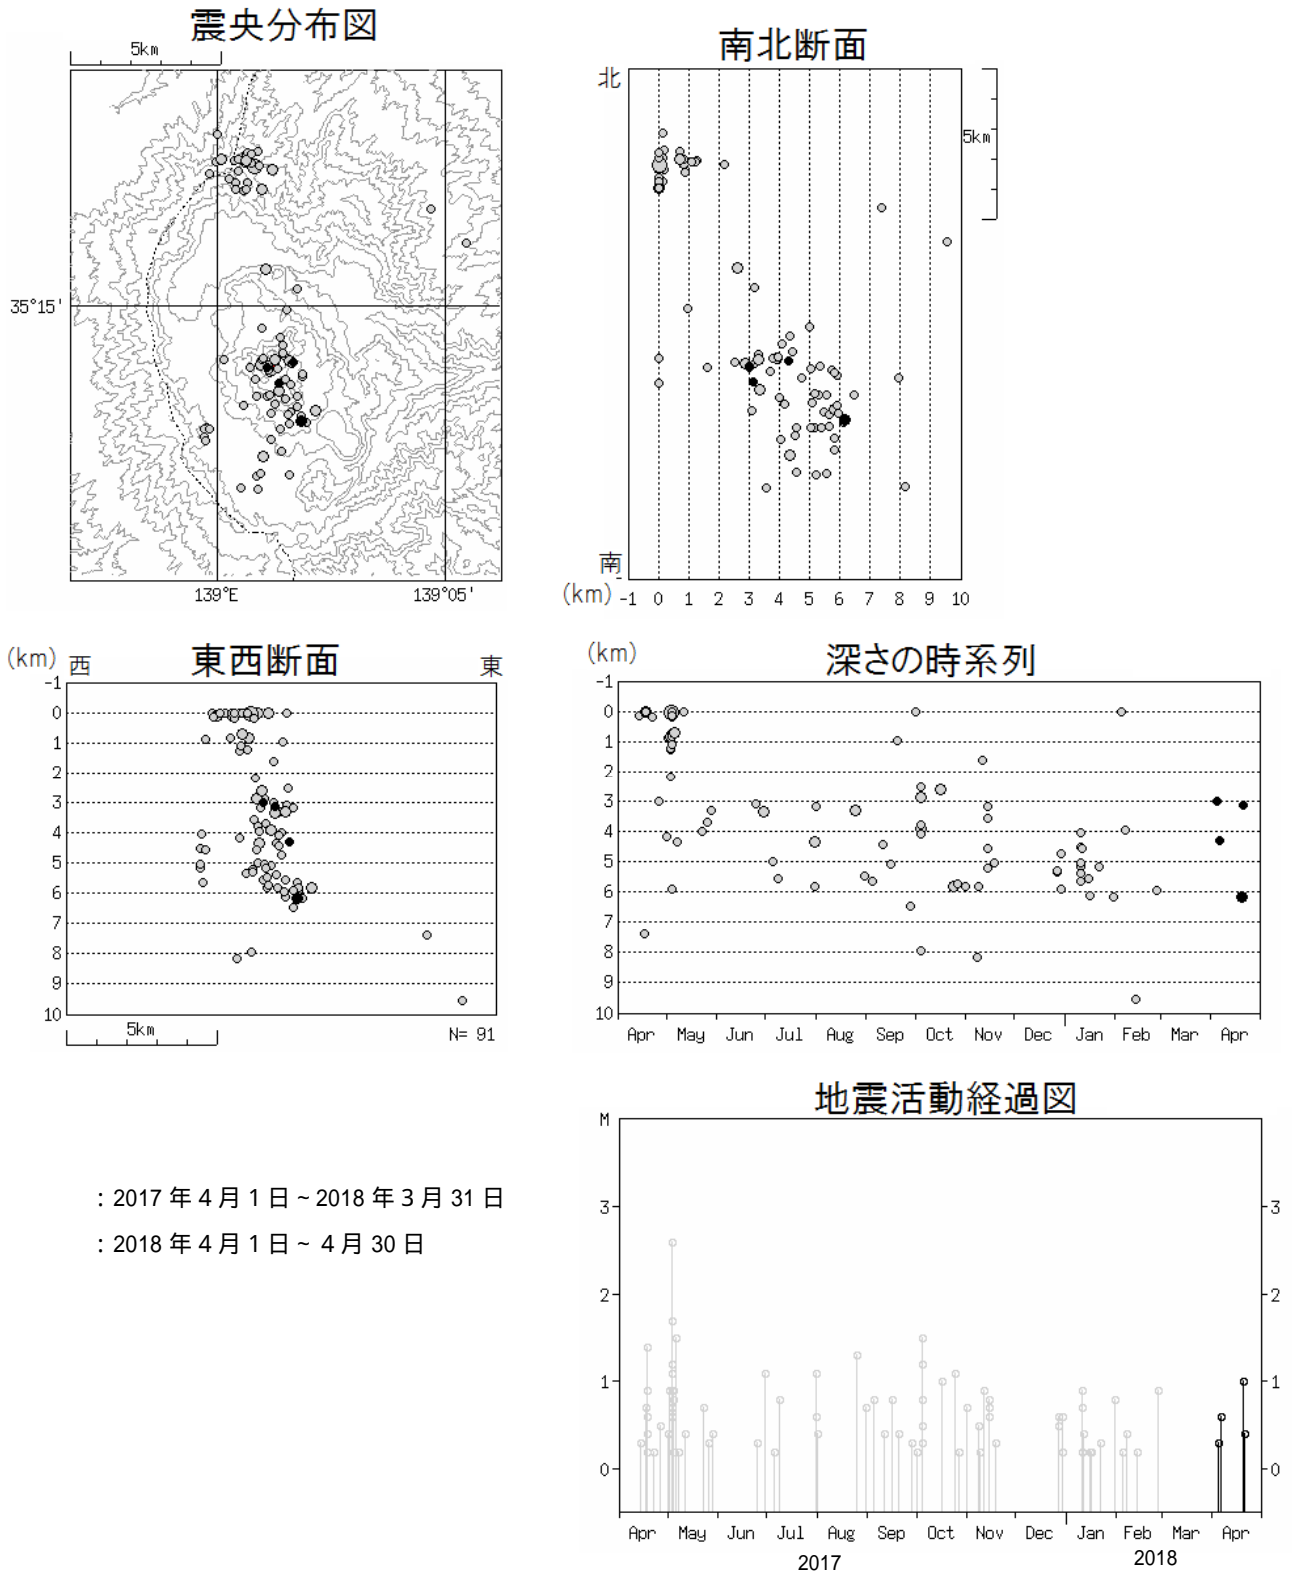 震央分布図
5km
35°15'
139°E
139°05'
南北断面
北
5km
南
(km)
-1 0 1 2 3 4 5 6 7 8 9 10
東西断面
(km)
西
東
-1
0
1
2
3
4
5
6
7
8
9
10
5km
N= 91
深さの時系列
(km)
-1
0
1
2
3
4
5
6
7
8
9
10
Apr May Jun Jul Aug Sep Oct Nov Dec Jan Feb Mar Apr
地震活動経過図
M
3 3
2 2
1 1
0 0
Apr May Jun Jul Aug Sep Oct Nov Dec Jan Feb Mar Apr
2017 2018
：2017 年 4 月 1 日 ~ 2018 年 3 月 31 日
：2018 年 4 月 1 日 ~ 4 月 30 日